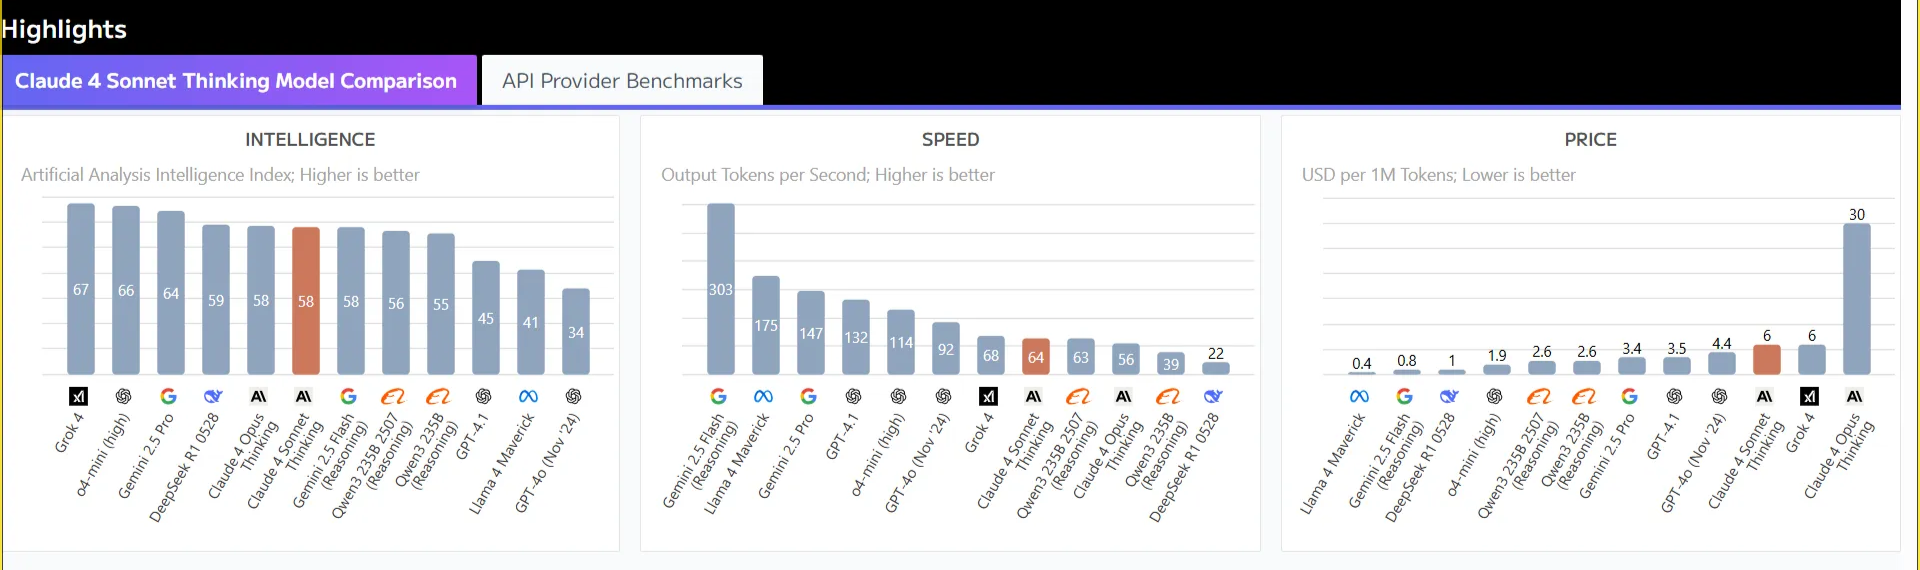 Highlights
Claude 4 Sonnet Thinking Model Comparison
API Provider Benchmarks
INTELLIGENCE
Artificial Analysis Intelligence Index; Higher is better
67
66
64
59
58
58
58
56
55
45
41
34
Grok 4
o4-mini (high)
Gemini 2.5 Pro
DeepSeek R1 0528
Claude 4 Opus
Thinking
Claude 4 Sonnet
Thinking
Gemini 2.5 Flash
(Reasoning)
Qwen3 235B 2507
(Reasoning)
Qwen3 235B
(Reasoning)
GPT-4.1
Llama 4 Maverick
GPT-4o (Nov '24)
SPEED
Output Tokens per Second; Higher is better
303
175
147
132
114
92
68
64
63
56
39
22
Gemini 2.5 Flash
(Reasoning)
Llama 4 Maverick
Gemini 2.5 Pro
GPT-4.1
o4-mini (high)
GPT-4o (Nov '24)
Grok 4
Claude 4 Sonnet
Thinking
Qwen3 235B 2507
(Reasoning)
Claude 4 Opus
Thinking
Qwen3 235B
(Reasoning)
DeepSeek R1 0528
PRICE
USD per 1M Tokens; Lower is better
0.4
0.8
1
1.9
2.6
2.6
3.4
3.5
4.4
6
6
30
Llama 4 Maverick
Gemini 2.5 Flash
(Reasoning)
DeepSeek R1 0528
o4-mini (high)
Qwen3 235B 2507
(Reasoning)
Qwen3 235B
(Reasoning)
Gemini 2.5 Pro
GPT-4.1
GPT-4o (Nov '24)
Claude 4 Sonnet
Thinking
Grok 4
Claude 4 Opus
Thinking